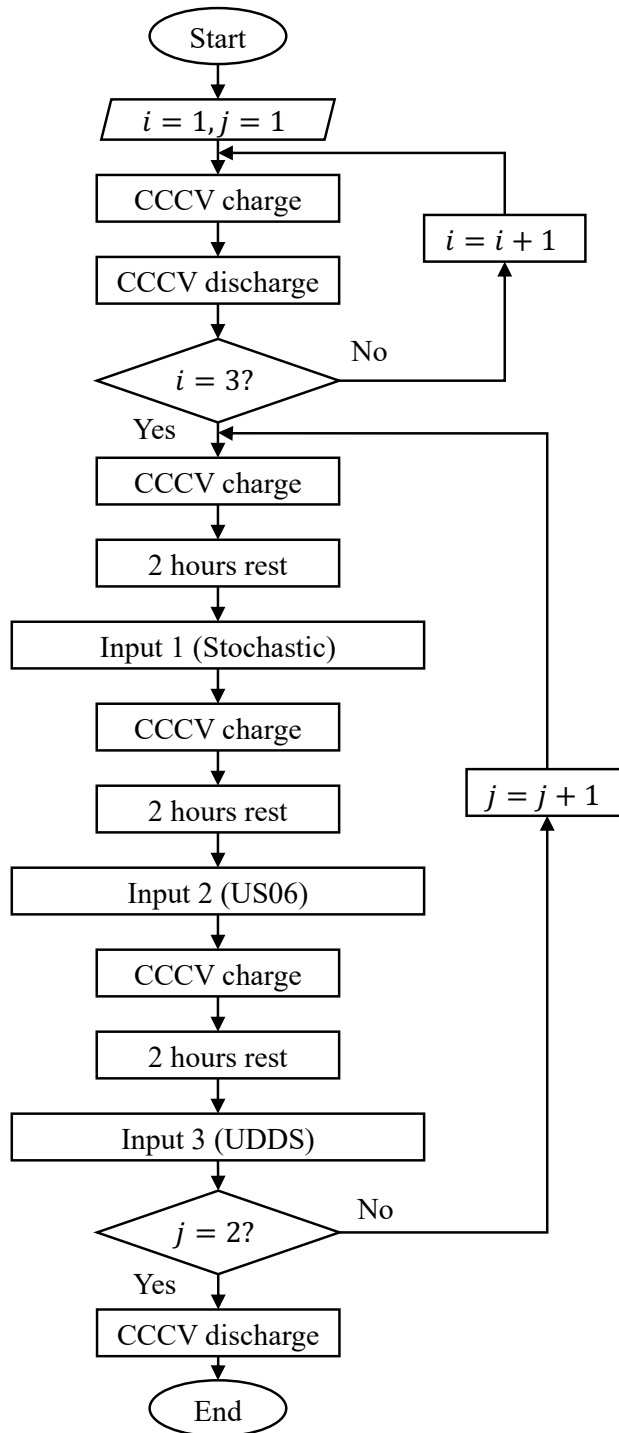 Start
i = 1, j = 1
CCCV charge
i = i + 1
CCCV discharge
No
i = 3?
Yes
CCCV charge
2 hours rest
Input 1 (Stochastic)
CCCV charge
j = j + 1
2 hours rest
Input 2 (US06)
CCCV charge
2 hours rest
Input 3 (UDDS)
No
j = 2?
Yes
CCCV discharge
End